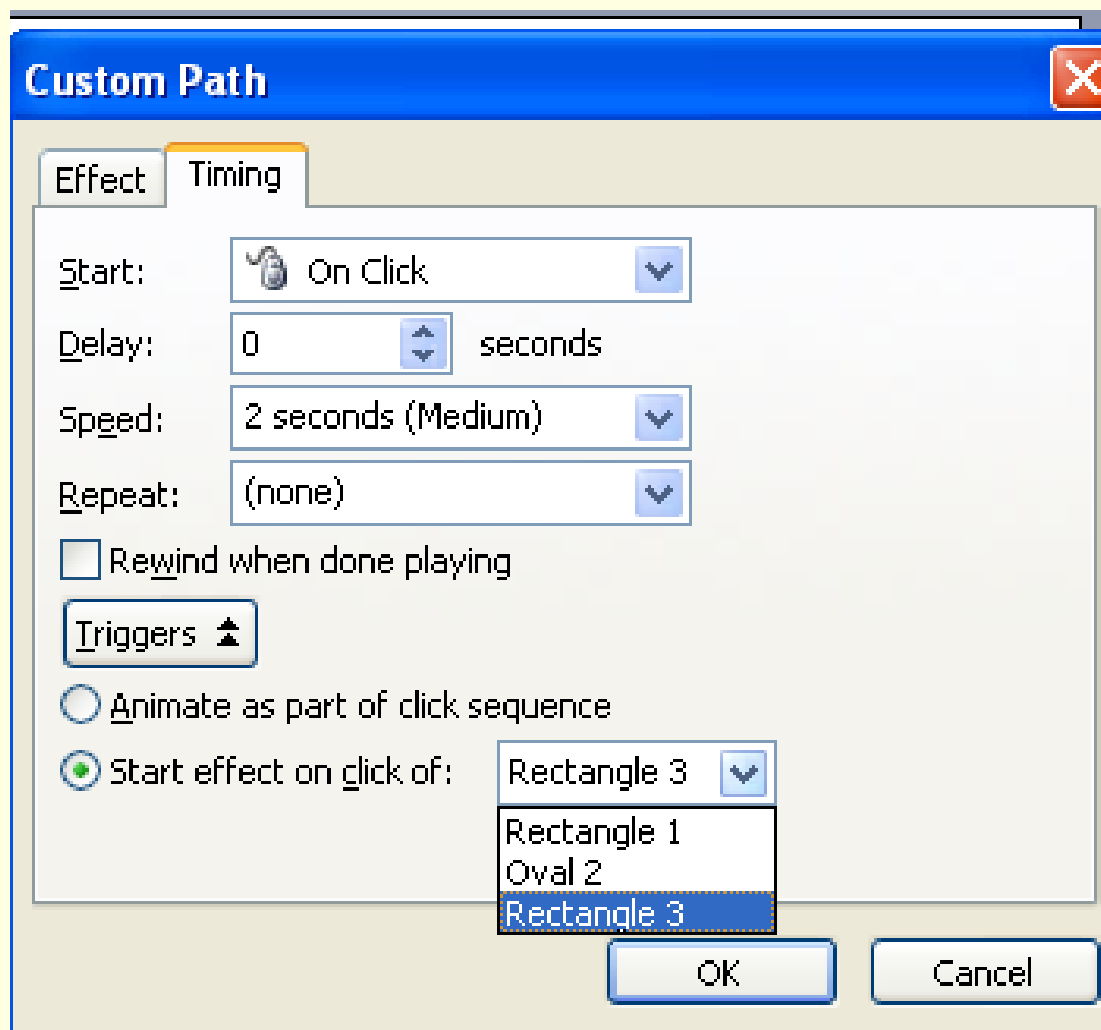 Custom Path
Effect
Timing
Start:
On Click
Delay:
0
seconds
Speed:
2 seconds (Medium)
Repeat:
(none)
Rewind when done playing
Triggers
Animate as part of click sequence
Start effect on click of:
Rectangle 3
Rectangle 1
Oval 2
Rectangle 3
OK
Cancel